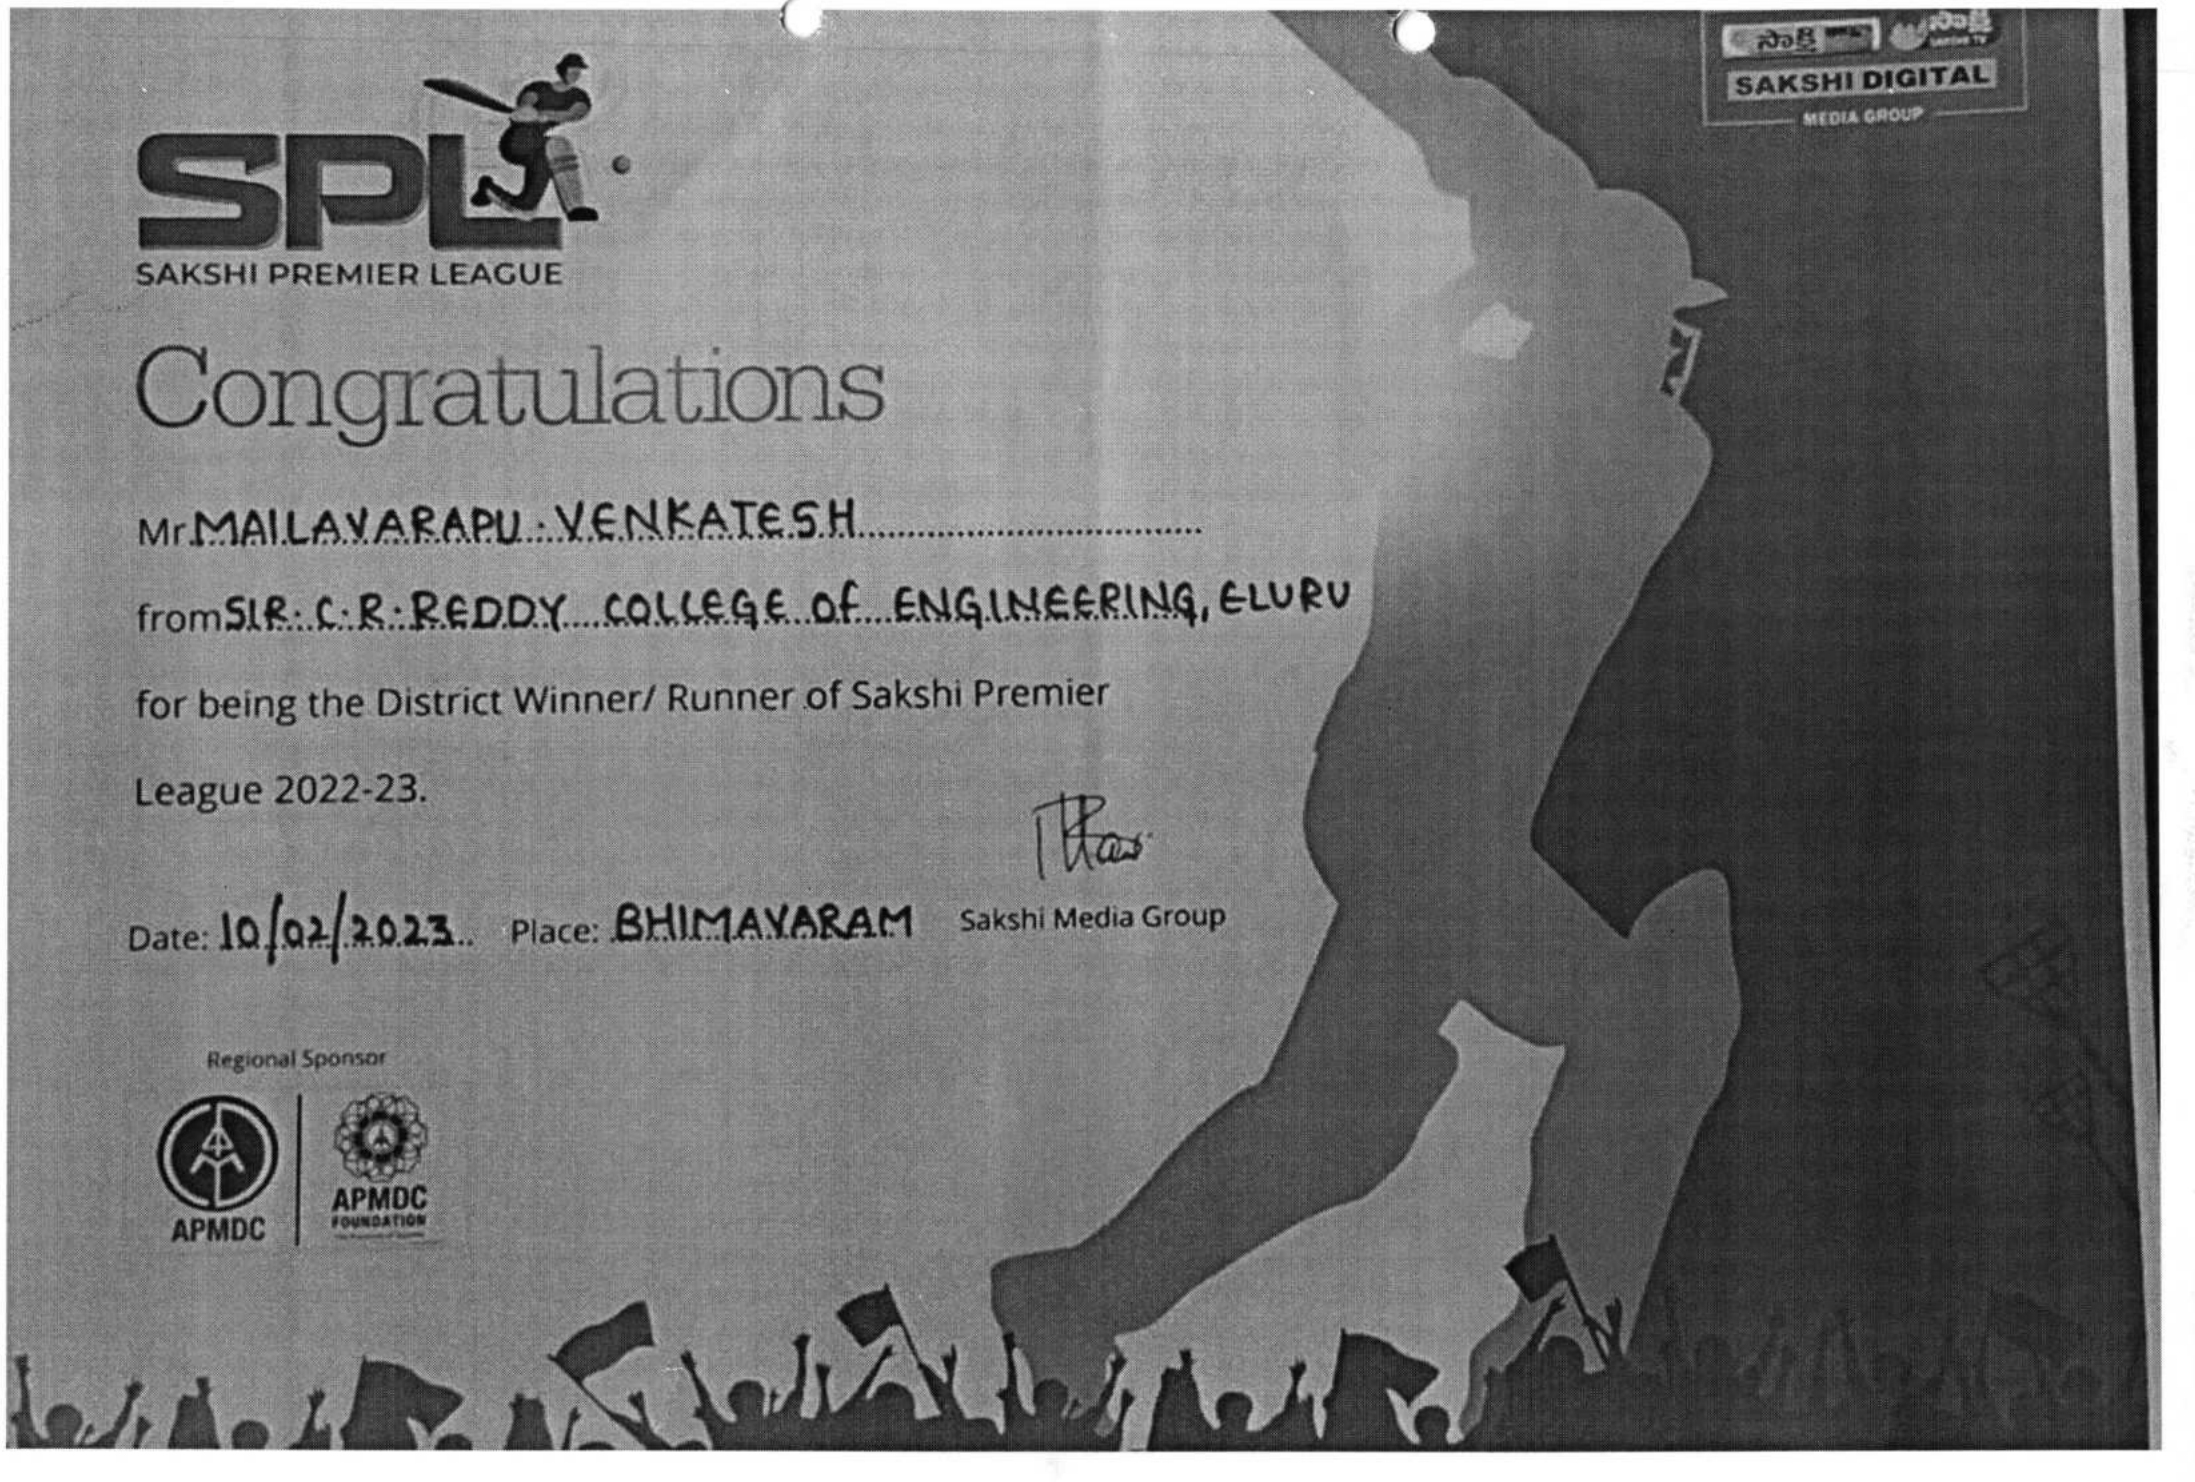 సాక్షి సాక్షి
SAKSHI TV
SAKSHI DIGITAL
MEDIA GROUP
SPL
SAKSHI PREMIER LEAGUE
Congratulations
Mr. MAILAVARAPU. VENKATESH
from SIR. C. R. REDDY COLLEGE OF ENGINEERING, ELURU
for being the District Winner/ Runner of Sakshi Premier
League 2022-23.
Date: 10/02/2023 Place: BHIMAVARAM Sakshi Media Group
Regional Sponsor
APMDC
APMDC
FOUNDATION